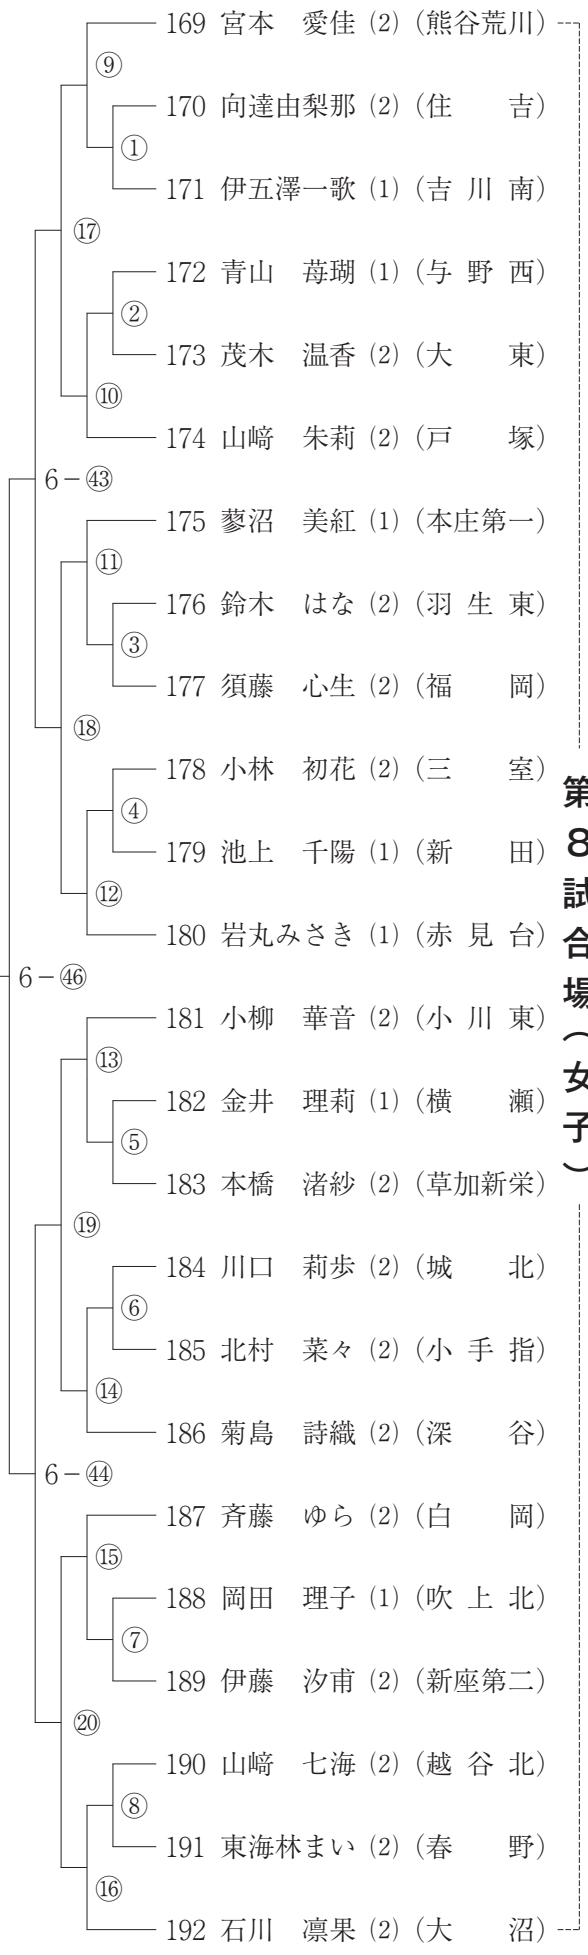 169 宮本　愛佳 (2) (熊谷荒川)
⑨
170 向達由梨那 (2) (住　　吉)
①
171 伊五澤一歌 (1) (吉 川 南)
⑰
172 青山　苺瑚 (1) (与 野 西)
②
173 茂木　温香 (2) (大　　東)
⑩
174 山﨑　朱莉 (2) (戸　　塚)
6－㊸
175 蓼沼　美紅 (1) (本庄第一)
⑪
176 鈴木　はな (2) (羽 生 東)
③
177 須藤　心生 (2) (福　　岡)
⑱
178 小林　初花 (2) (三　　室)
④
179 池上　千陽 (1) (新　　田)
⑫
180 岩丸みさき (1) (赤 見 台)
6－㊻
181 小柳　華音 (2) (小 川 東)
⑬
182 金井　理莉 (1) (横　　瀬)
⑤
183 本橋　渚紗 (2) (草加新栄)
⑲
184 川口　莉歩 (2) (城　　北)
⑥
185 北村　菜々 (2) (小 手 指)
⑭
186 菊島　詩織 (2) (深　　谷)
6－㊹
187 斉藤　ゆら (2) (白　　岡)
⑮
188 岡田　理子 (1) (吹 上 北)
⑦
189 伊藤　汐甫 (2) (新座第二)
⑳
190 山﨑　七海 (2) (越 谷 北)
⑧
191 東海林まい (2) (春　　野)
⑯
192 石川　凛果 (2) (大　　沼)
第８試合場（女子）